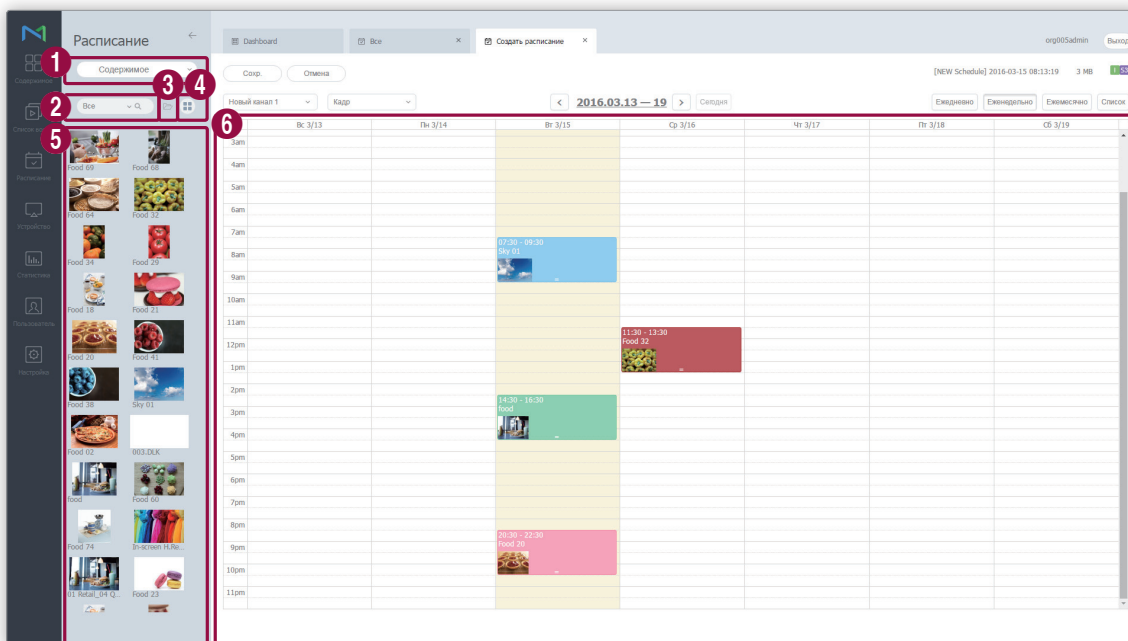 Расписание
Dashboard
Все
Создать расписание
org005admin
Выход
1
Содержимое
3
4
Сохр.
Отмена
[NEW Schedule] 2016-03-15 08:13:19
3 MB
I
S3
2
Все
Новый канал 1
Кадр
2016.03.13 — 19
Сегодня
Ежедневно
Еженедельно
Ежемесячно
Список
5
6
Вс 3/13
Пн 3/14
Вт 3/15
Ср 3/16
Чт 3/17
Пт 3/18
Сб 3/19
Содержимое
Расписание
Устройство
Статистика
Пользователь
Настройка
Food 69
Food 68
Food 64
Food 32
Food 34
Food 29
Food 18
Food 21
Food 20
Food 41
Food 38
Sky 01
Food 02
003.DLK
food
Food 60
Food 74
In-screen H.Re...
01 Retail_04 Q...
Food 23
3am
4am
5am
6am
7am
8am
9am
10am
11am
12pm
1pm
2pm
3pm
4pm
5pm
6pm
7pm
8pm
9pm
10pm
11pm
07:30 - 09:30
Sky 01
11:30 - 13:30
Food 32
14:30 - 16:30
food
20:30 - 22:30
Food 20